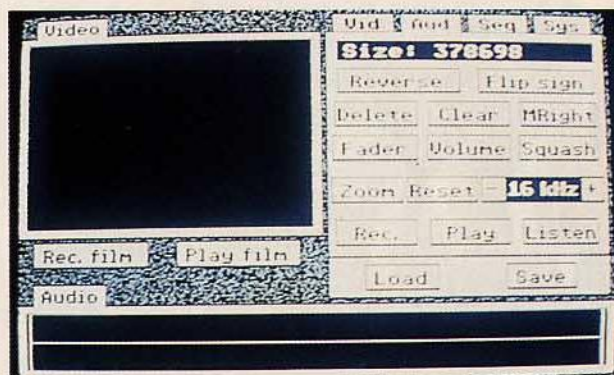 Video
Vid Aud Seq Sys
Size: 378698
Reverse Flip sign
Delete Clear MRight
Fader Volume Squash
Zoom Reset - 16 kHz +
Rec. Play Listen
Rec. film Play film
Load Save
Audio